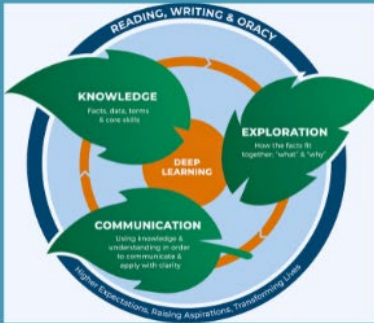 READING, WRITING & ORACY
KNOWLEDGE
Facts, data, terms
& core skills
EXPLORATION
How the facts fit
together; "what" & "why"
DEEP
LEARNING
COMMUNICATION
Using knowledge &
understanding in order
to communicate &
apply with clarity
Higher Expectations, Raising Aspirations, Transforming Lives